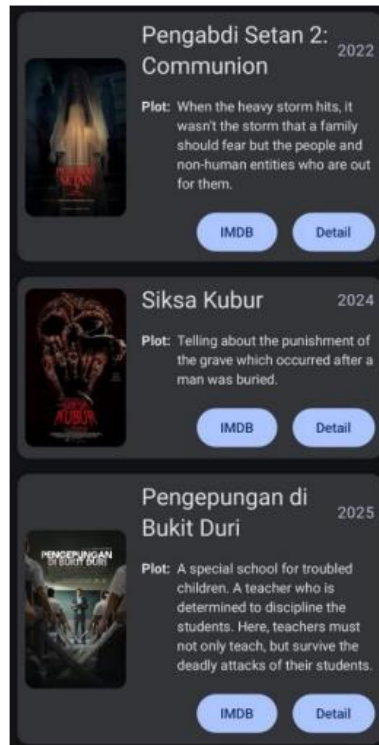 Pengabdi Setan 2: 2022
Communion
Plot: When the heavy storm hits, it
wasn't the storm that a family
should fear but the people and
non-human entities who are out
for them.
PENGABDI
SETAN
IMDB Detail
Siksa Kubur 2024
Plot: Telling about the punishment of
the grave which occurred after a
man was buried.
SIKSA
KUBUR
IMDB Detail
Pengepungan di
Bukit Duri 2025
Plot: A special school for troubled
children. A teacher who is
determined to discipline the
students. Here, teachers must
not only teach, but survive the
deadly attacks of their students.
PENGEPUNGAN
DI BUKIT DURI
IMDB Detail